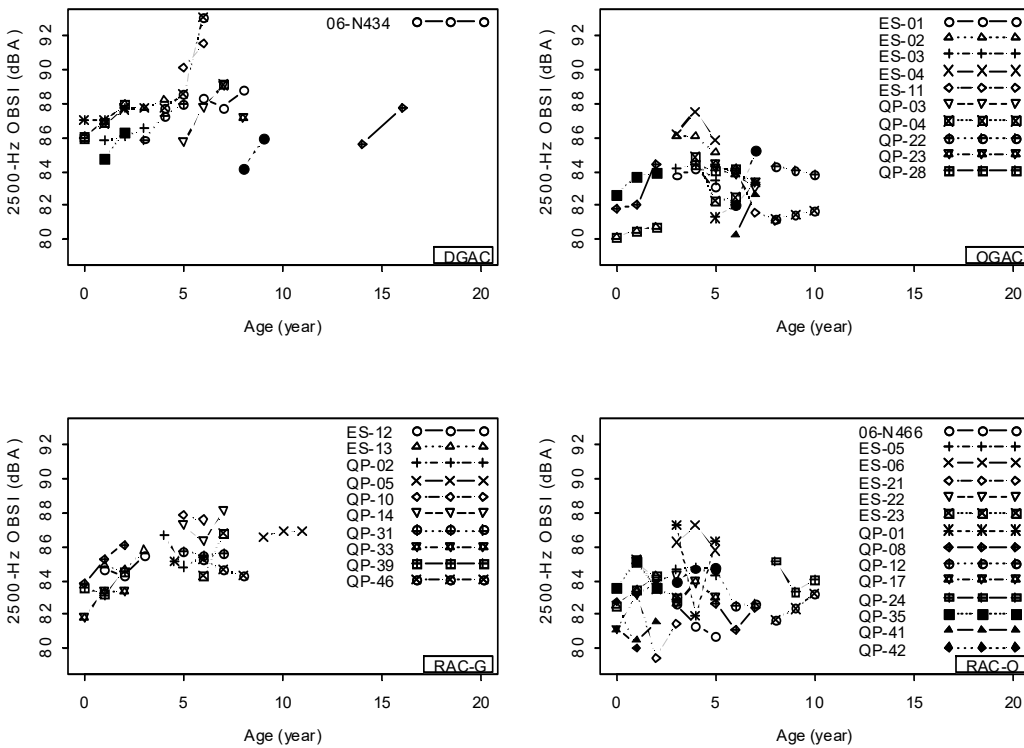 2500-Hz OBSI (dBA)
92
90
88
86
84
82
80
06-N434
DGAC
0 5 10 15 20
Age (year)
2500-Hz OBSI (dBA)
92
90
88
86
84
82
80
ES-01
ES-02
ES-03
ES-04
ES-11
QP-03
QP-04
QP-22
QP-23
QP-28
OGAC
0 5 10 15 20
Age (year)
2500-Hz OBSI (dBA)
92
90
88
86
84
82
80
ES-12
ES-13
QP-02
QP-05
QP-10
QP-14
QP-31
QP-33
QP-39
QP-46
RAC-G
0 5 10 15 20
Age (year)
2500-Hz OBSI (dBA)
92
90
88
86
84
82
80
06-N466
ES-05
ES-06
ES-21
ES-22
ES-23
QP-01
QP-08
QP-12
QP-17
QP-24
QP-35
QP-41
QP-42
RAC-O
0 5 10 15 20
Age (year)